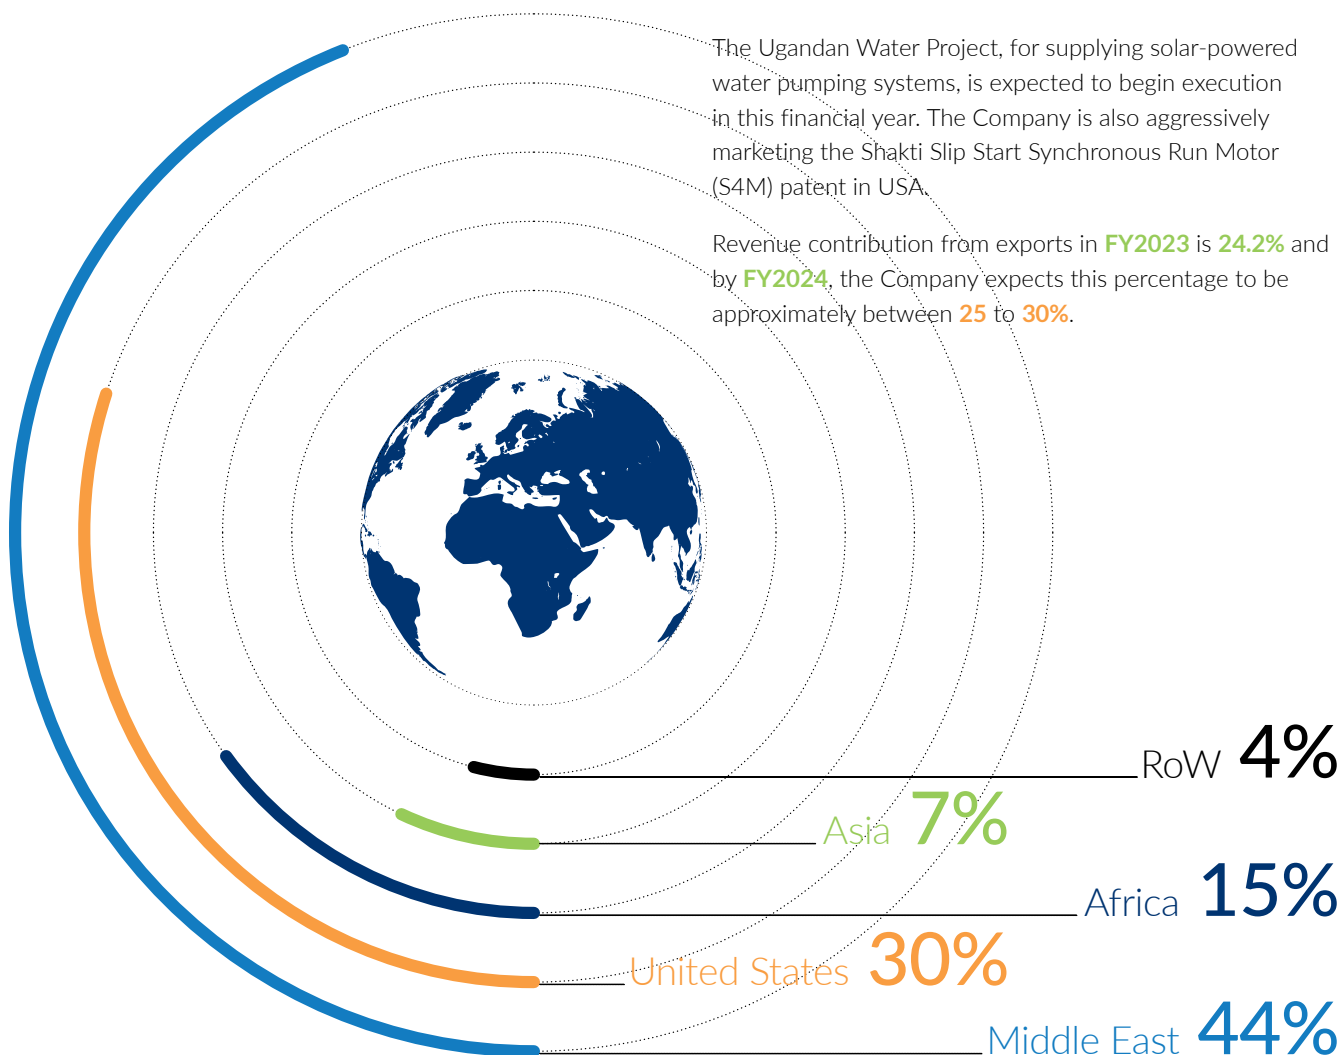 The Ugandan Water Project, for supplying solar-powered
water pumping systems, is expected to begin execution
in this financial year. The Company is also aggressively
marketing the Shakti Slip Start Synchronous Run Motor
(S4M) patent in USA.
Revenue contribution from exports in FY2023 is 24.2% and
by FY2024, the Company expects this percentage to be
approximately between 25 to 30%.
RoW 4%
Asia 7%
Africa 15%
United States 30%
Middle East 44%